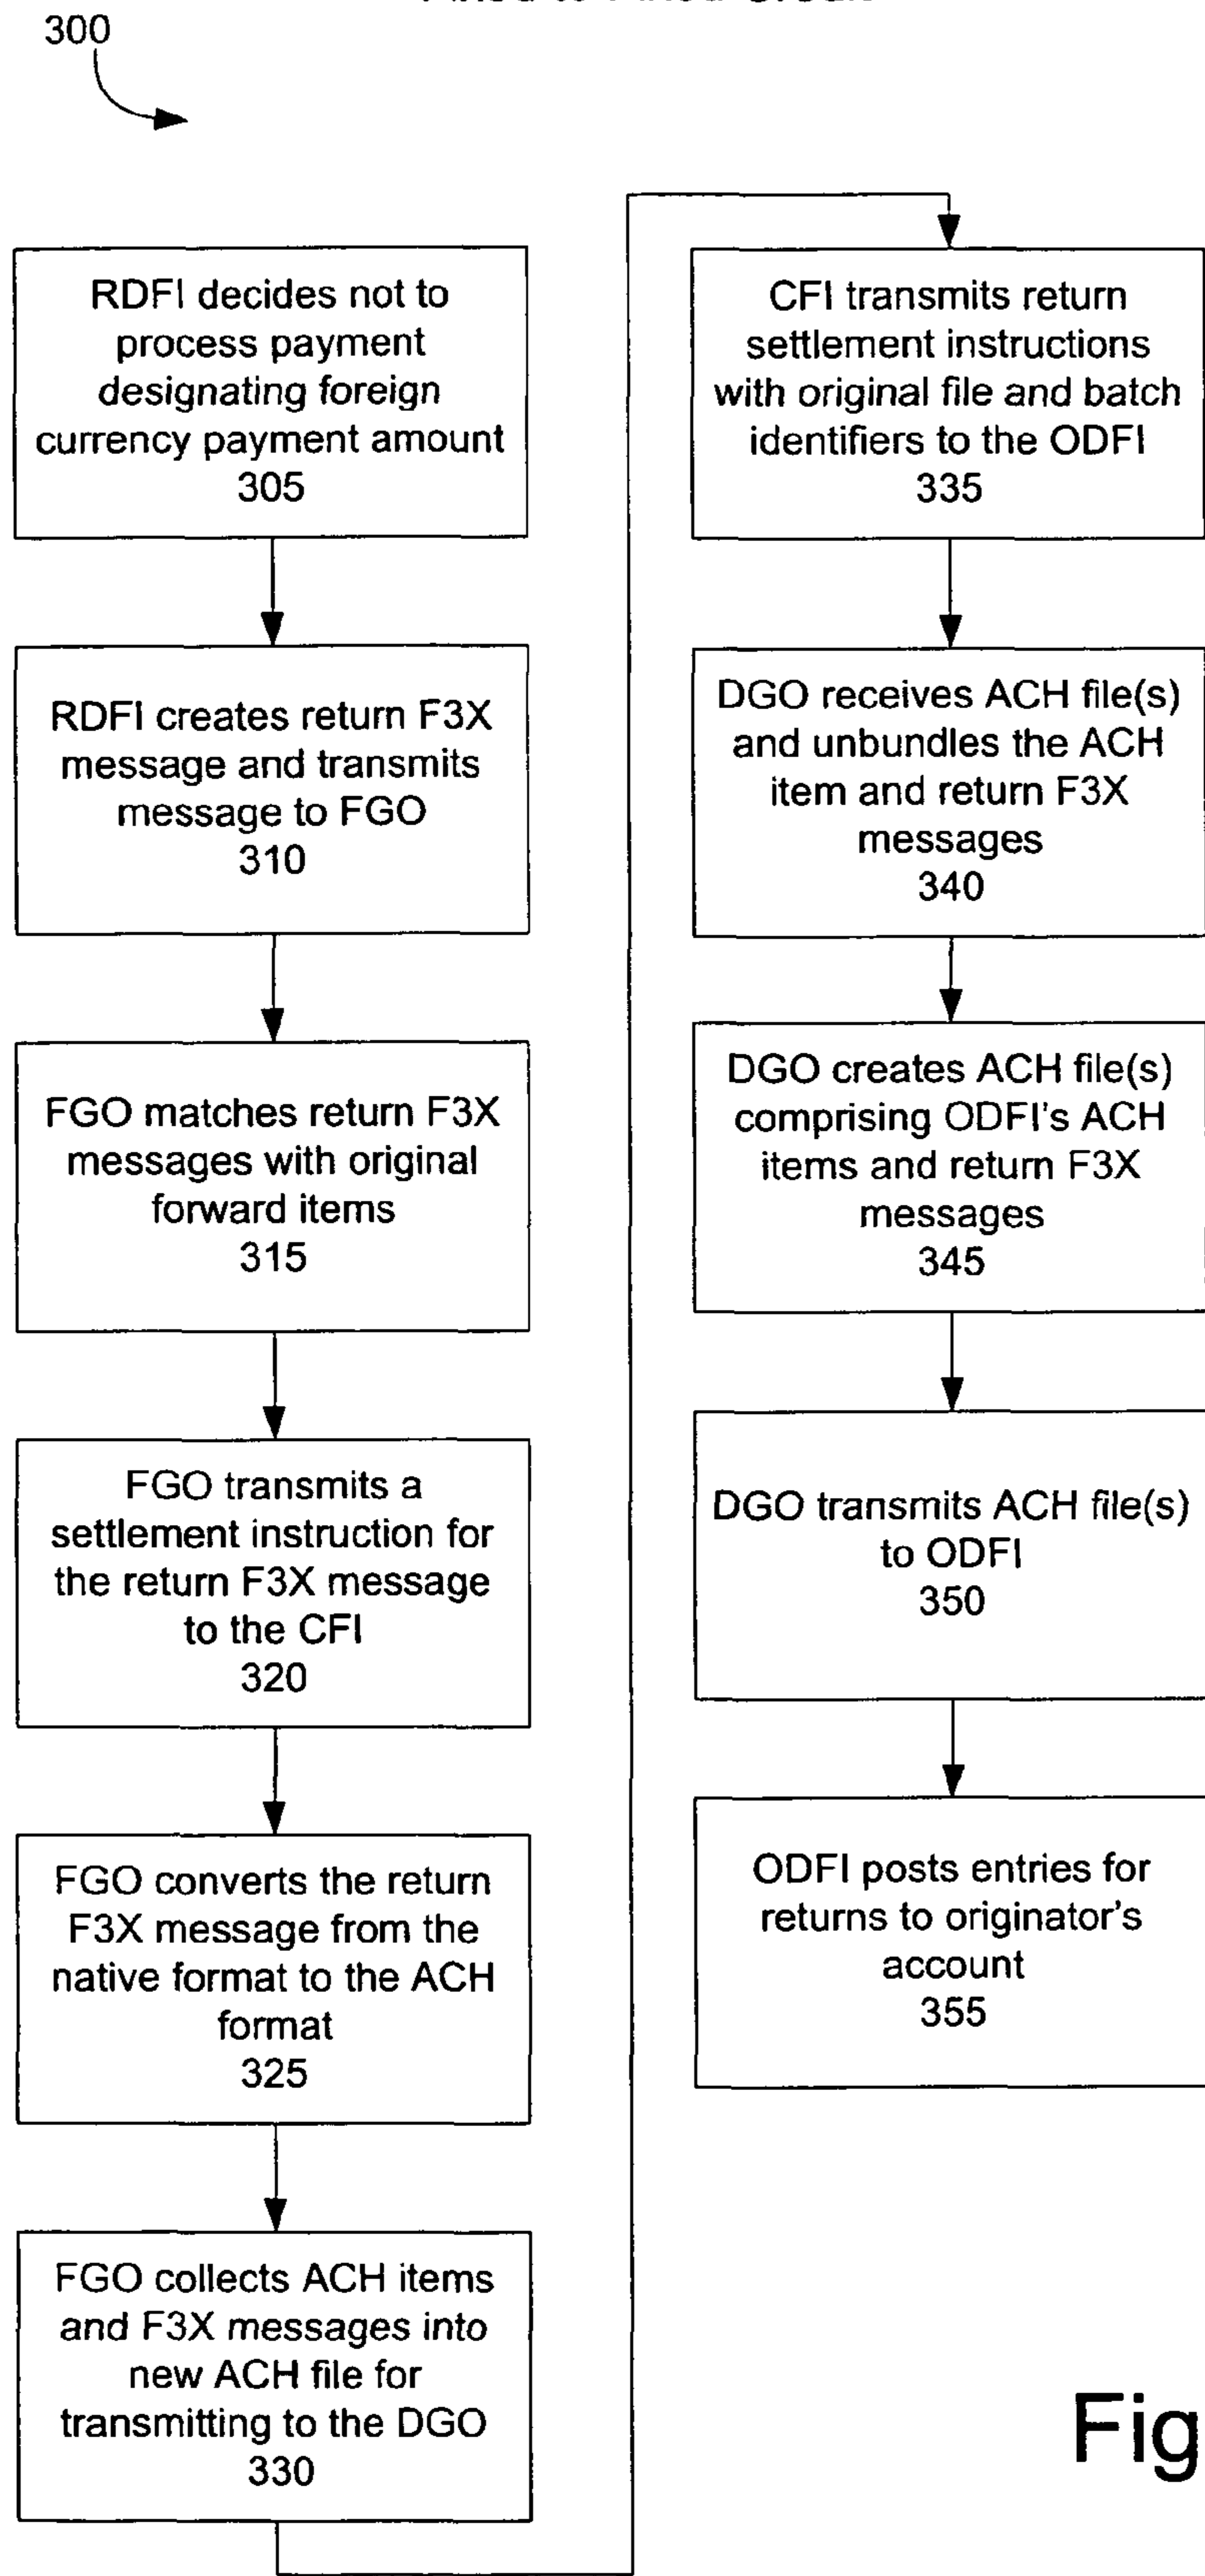 300
RDFI decides not to
process payment
designating foreign
currency payment amount
305
RDFI creates return F3X
message and transmits
message to FGO
310
FGO matches return F3X
messages with original
forward items
315
FGO transmits a
settlement instruction for
the return F3X message
to the CFI
320
FGO converts the return
F3X message from the
native format to the ACH
format
325
FGO collects ACH items
and F3X messages into
new ACH file for
transmitting to the DGO
330
CFI transmits return
settlement instructions
with original file and batch
identifiers to the ODFI
335
DGO receives ACH file(s)
and unbundles the ACH
item and return F3X
messages
340
DGO creates ACH file(s)
comprising ODFI's ACH
items and return F3X
messages
345
DGO transmits ACH file(s)
to ODFI
350
ODFI posts entries for
returns to originator's
account
355
Fig